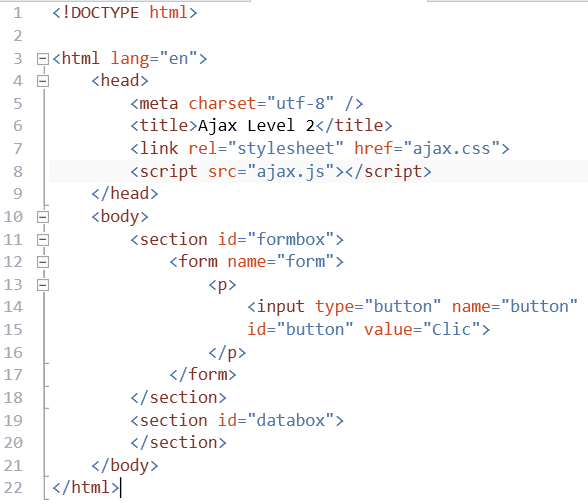 1 <!DOCTYPE html>
2
3 <html lang="en">
4 <head>
5 <meta charset="utf-8" />
6 <title>Ajax Level 2</title>
7 <link rel="stylesheet" href="ajax.css">
8 <script src="ajax.js"></script>
9 </head>
10 <body>
11 <section id="formbox">
12 <form name="form">
13 <p>
14 <input type="button" name="button"
15 id="button" value="Clic">
16 </p>
17 </form>
18 </section>
19 <section id="databox">
20 </section>
21 </body>
22 </html>